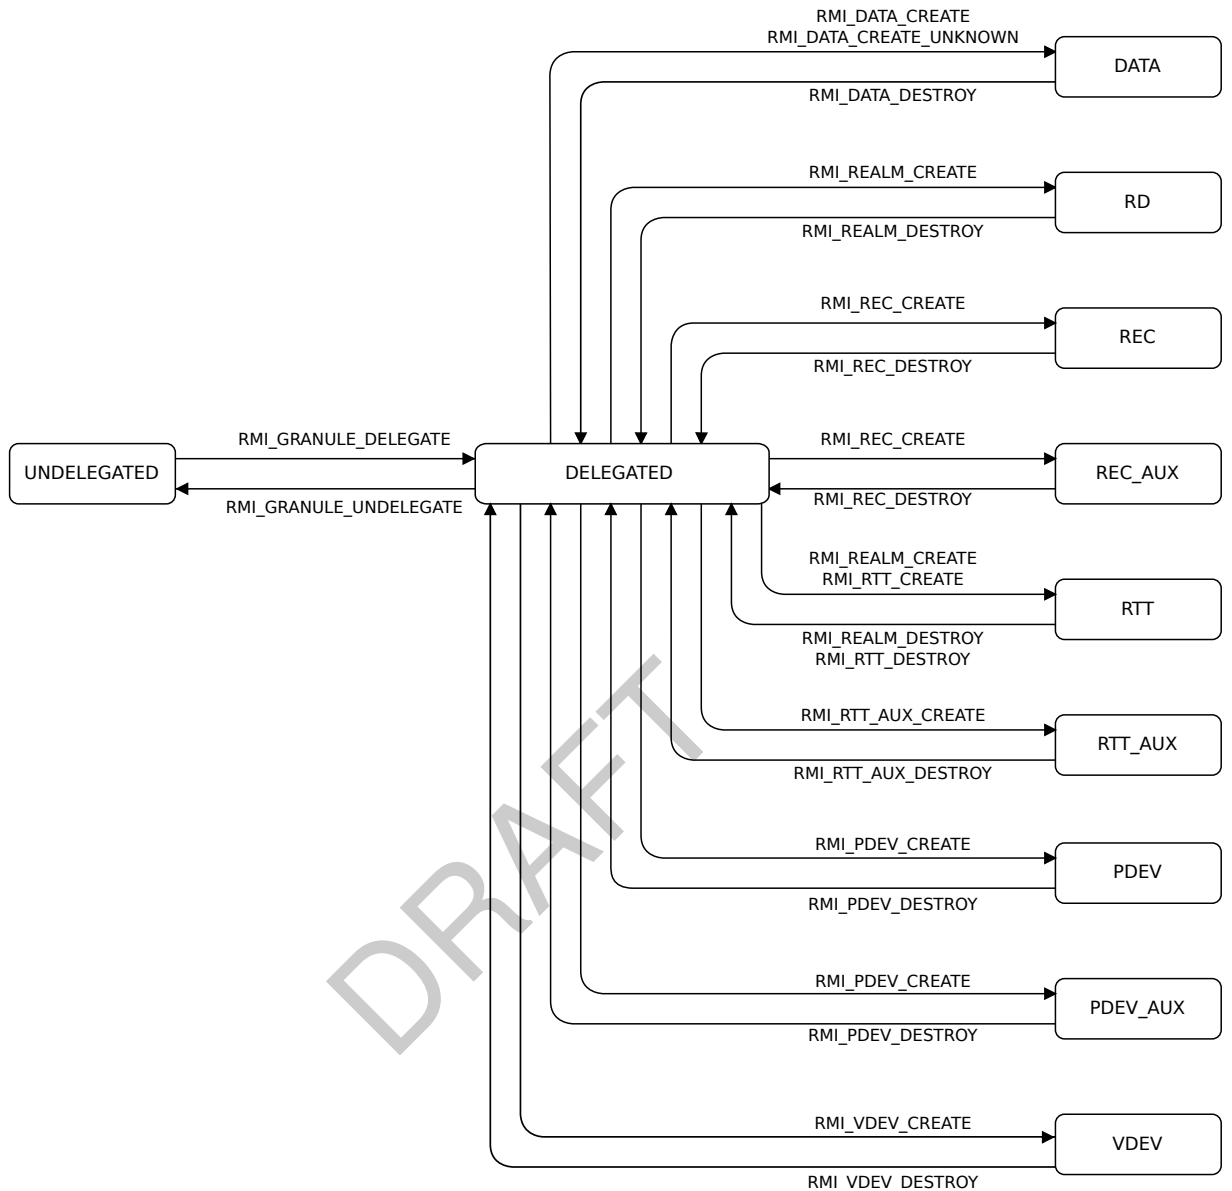 RMI_DATA_CREATE
RMI_DATA_CREATE_UNKNOWN
DATA
RMI_DATA_DESTROY
RMI_REALM_CREATE
RD
RMI_REALM_DESTROY
RMI_REC_CREATE
REC
RMI_REC_DESTROY
RMI_GRANULE_DELEGATE
RMI_REC_CREATE
UNDELEGATED
DELEGATED
REC_AUX
RMI_GRANULE_UNDELEGATE
RMI_REC_DESTROY
RMI_REALM_CREATE
RMI_RTT_CREATE
RTT
RMI_REALM_DESTROY
RMI_RTT_DESTROY
RMI_RTT_AUX_CREATE
RTT_AUX
RMI_RTT_AUX_DESTROY
RMI_PDEV_CREATE
PDEV
RMI_PDEV_DESTROY
DRAFT
RMI_PDEV_CREATE
PDEV_AUX
RMI_PDEV_DESTROY
RMI_VDEV_CREATE
VDEV
RMI_VDEV_DESTROY